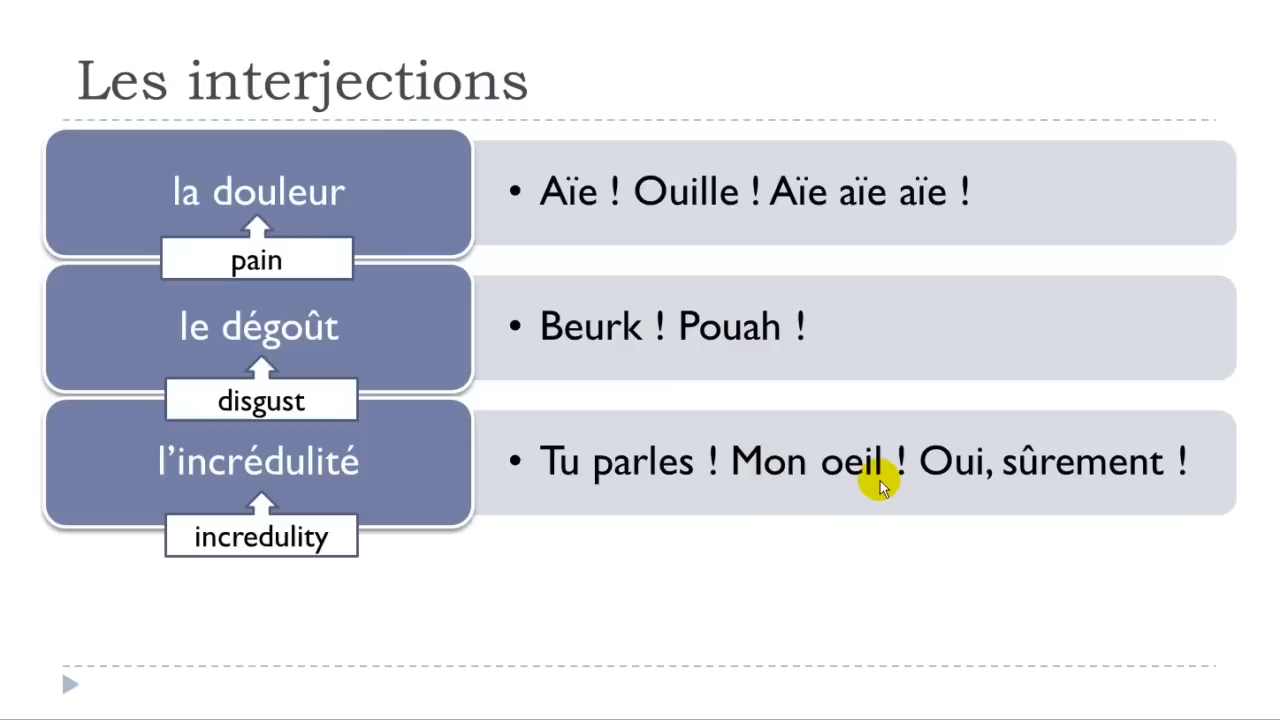 Les interjections
la douleur
• Aïe ! Ouille ! Aïe aïe aïe !
pain
le dégoût
• Beurk ! Pouah !
disgust
l’incrédulité
• Tu parles ! Mon oeil ! Oui, sûrement !
incredulity